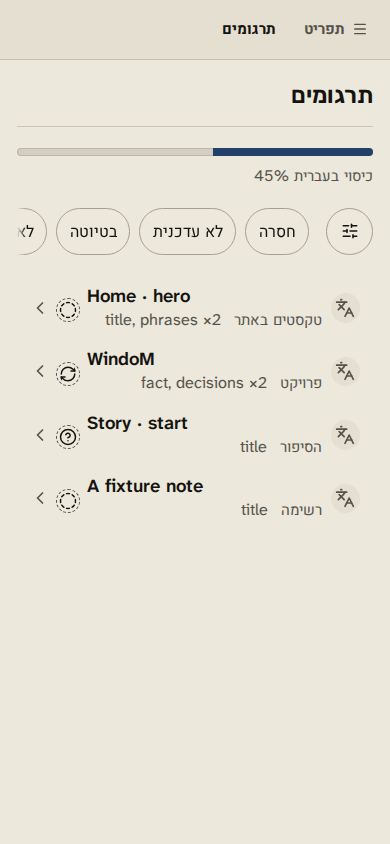 תפריט תרגומים
תרגומים
כיסוי בעברית 45%
חסרה לא עדכנית בטיוטה
Home · hero
טקסטים באתר title, phrases ×2
WindoM
פרויקט fact, decisions ×2
Story · start
הסיפור title
A fixture note
רשימה title